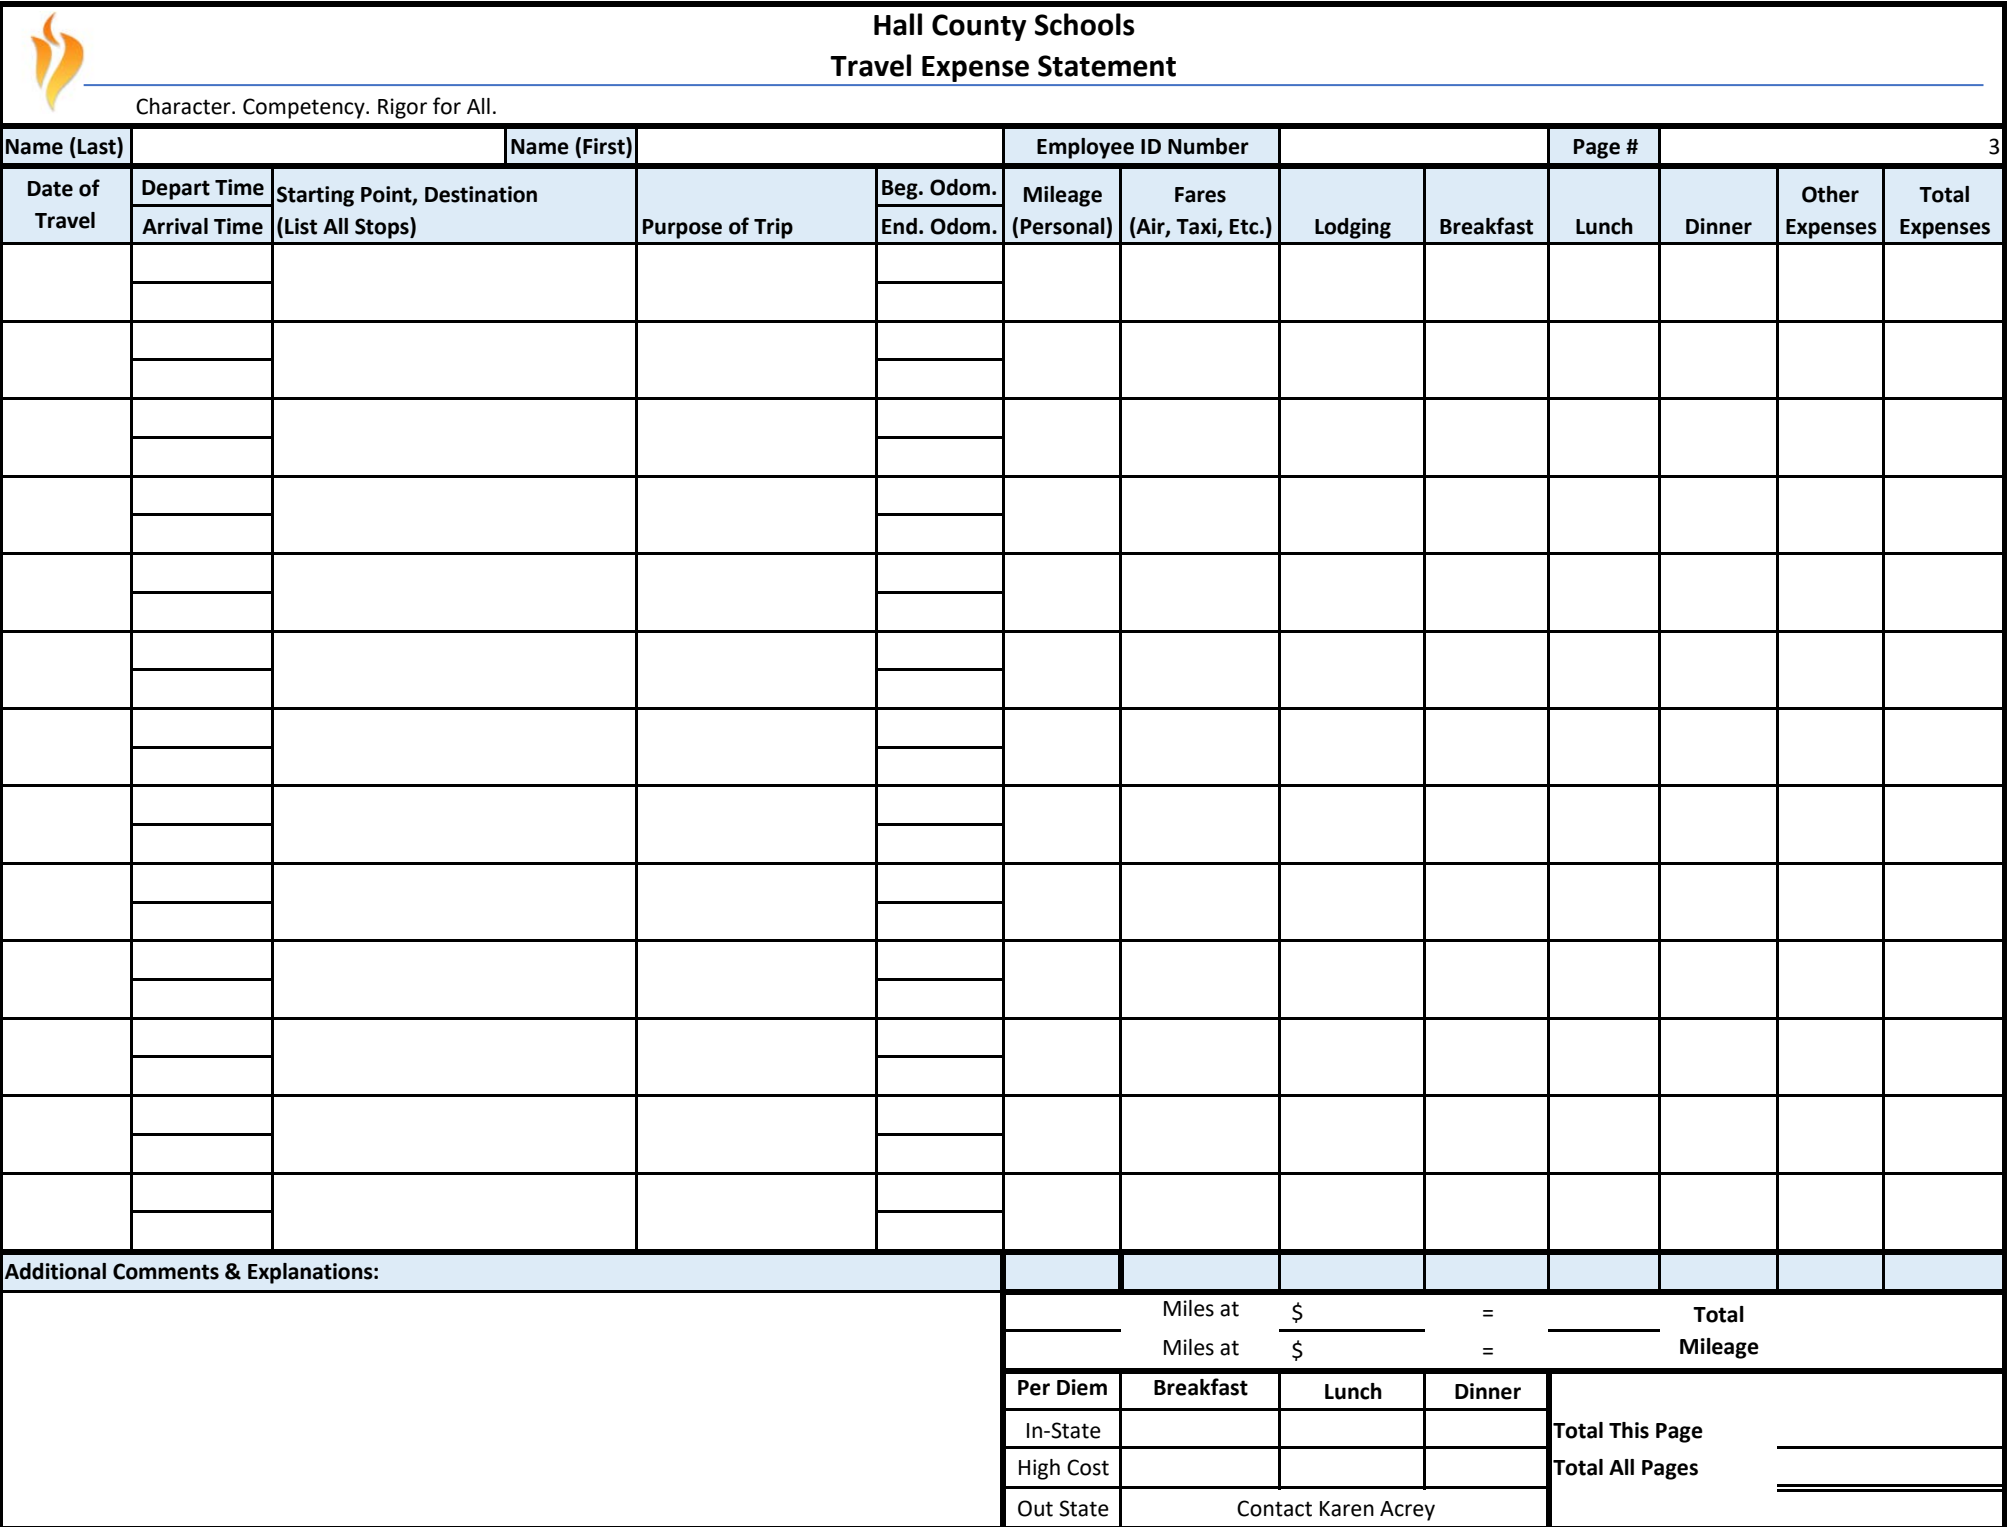 Hall County Schools
Travel Expense Statement
Character. Competency. Rigor for All.
Name (Last) Name (First) Employee ID Number Page # 3
Date of Travel Depart Time Arrival Time Starting Point, Destination (List All Stops) Purpose of Trip Beg. Odom. End. Odom. Mileage (Personal) Fares (Air, Taxi, Etc.) Lodging Breakfast Lunch Dinner Other Expenses Total Expenses
Additional Comments & Explanations:
Miles at $ = Total
Miles at $ = Mileage
Per Diem Breakfast Lunch Dinner
In-State Total This Page
High Cost Total All Pages
Out State Contact Karen Acrey